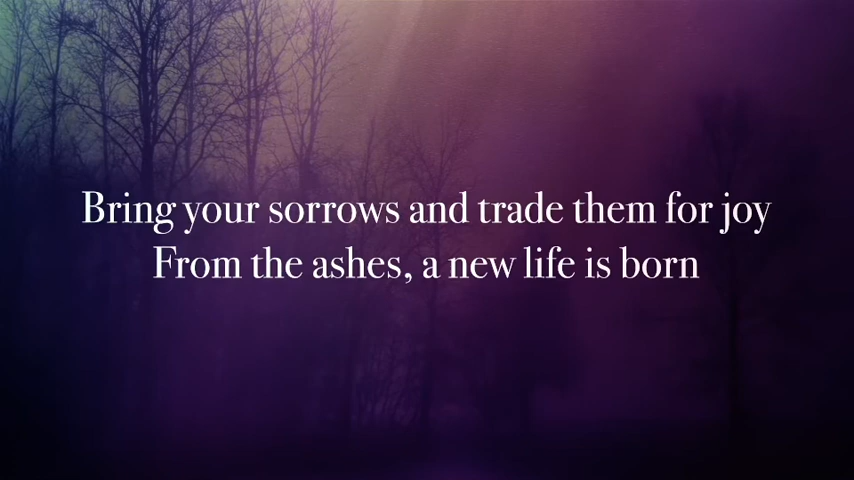 Bring your sorrows and trade them for joy
From the ashes, a new life is born